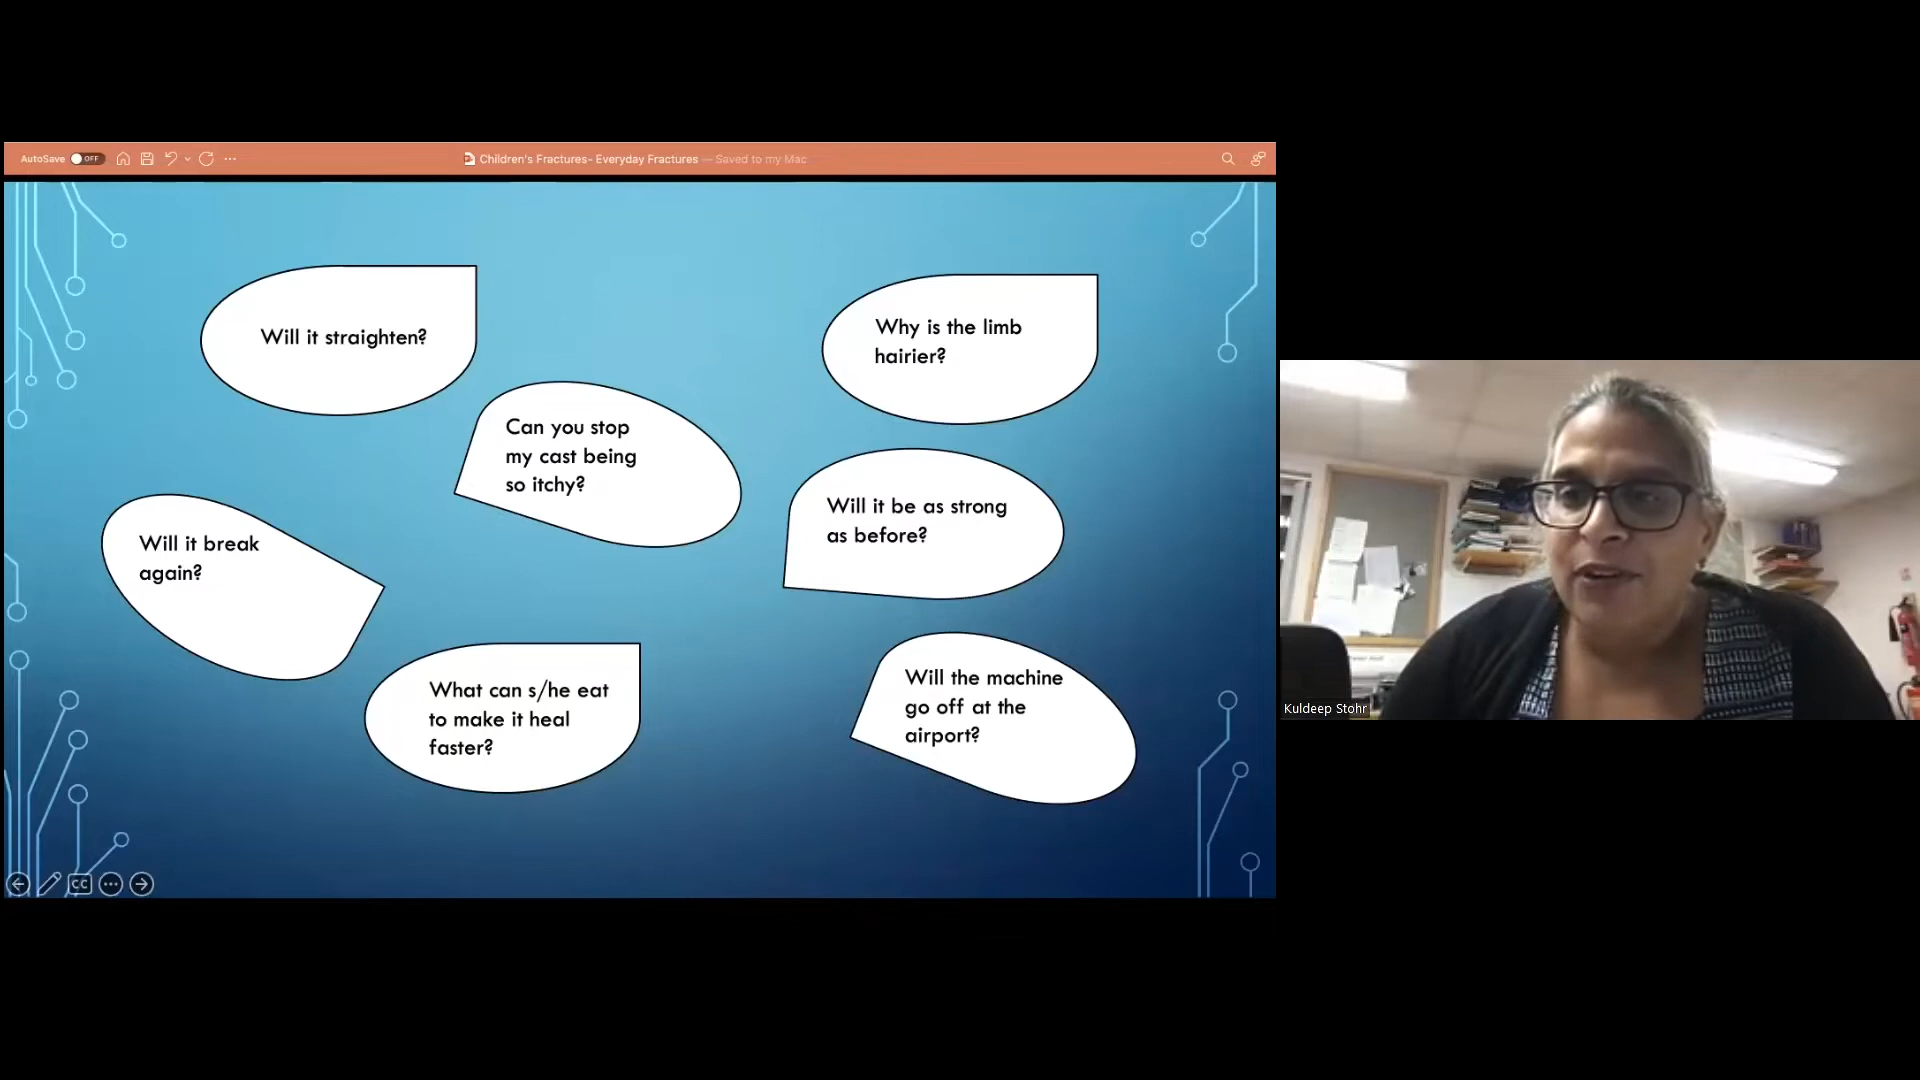 AutoSave OFF
Children's Fractures- Everyday Fractures — Saved to my Mac
Will it straighten?
Why is the limb
hairier?
Can you stop
my cast being
so itchy?
Will it be as strong
as before?
Will it break
again?
What can s/he eat
to make it heal
faster?
Will the machine
go off at the
airport?
CC
Kuldeep Stohr